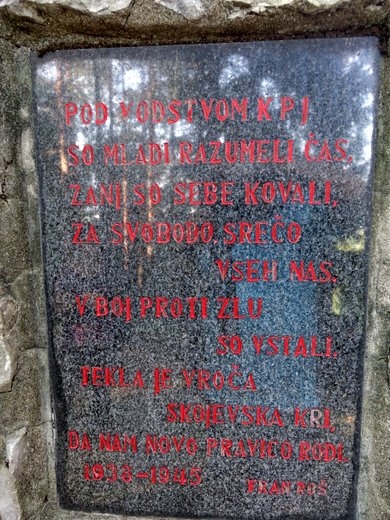 POD VODSTVOM K P J
SO MLADI RAZUMELI ČAS,
ZANJ SO SEBE KOVALI,
ZA SVOBODO, SREČO
VSEH NAS,
V BOJ PROTI ZLU
SO VSTALI,
TEKLA JE VROČA
SKOJEVSKA KRI,
DA NAM NOVO, PRAVICO RODI.
1938-1945
FRAN ROŠ